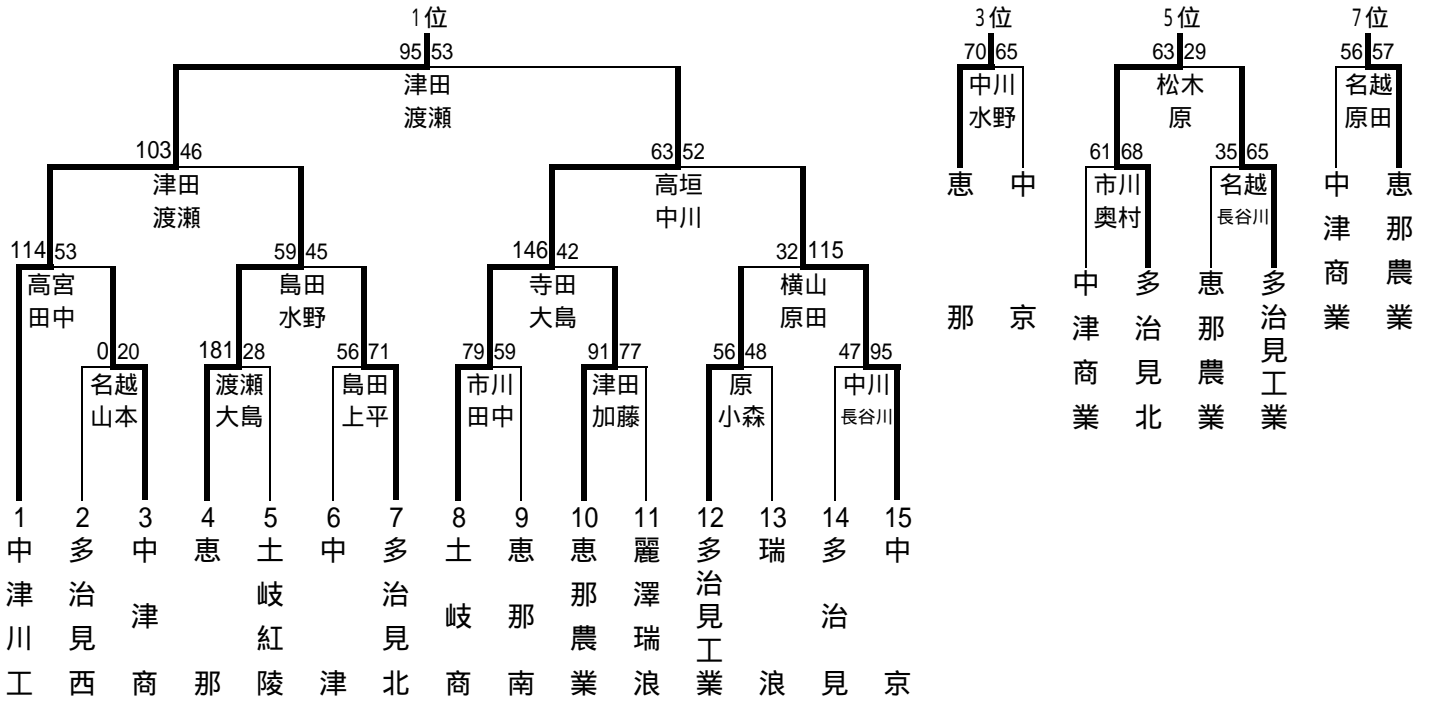 1位 3位 5位 7位
95 53 70 65 63 29 56 57
津田 中川 松木 名越
渡瀬 水野 原 原田
103 46 63 52 61 68 35 65
津田 高垣 市川 名越
渡瀬 中川 奥村 長谷川
恵那 中京 中津商業 恵那農業
114 53 59 45 146 42 32 115
高宮 島田 寺田 横山
田中 水野 大島 原田
中津商業 多治見北 恵那農業 多治見工業
0 20 181 28 56 71 79 59 91 77 56 48 47 95
名越 渡瀬 島田 市川 津田 原 中川
山本 大島 上平 田中 加藤 小森 長谷川
1 2 3 4 5 6 7 8 9 10 11 12 13 14 15
中津川工
多治見西
中津商
恵那
土岐紅陵
中津
多治見北
土岐商
恵那南
恵那農業
麗澤瑞浪
多治見工業
瑞浪
多治見
中京